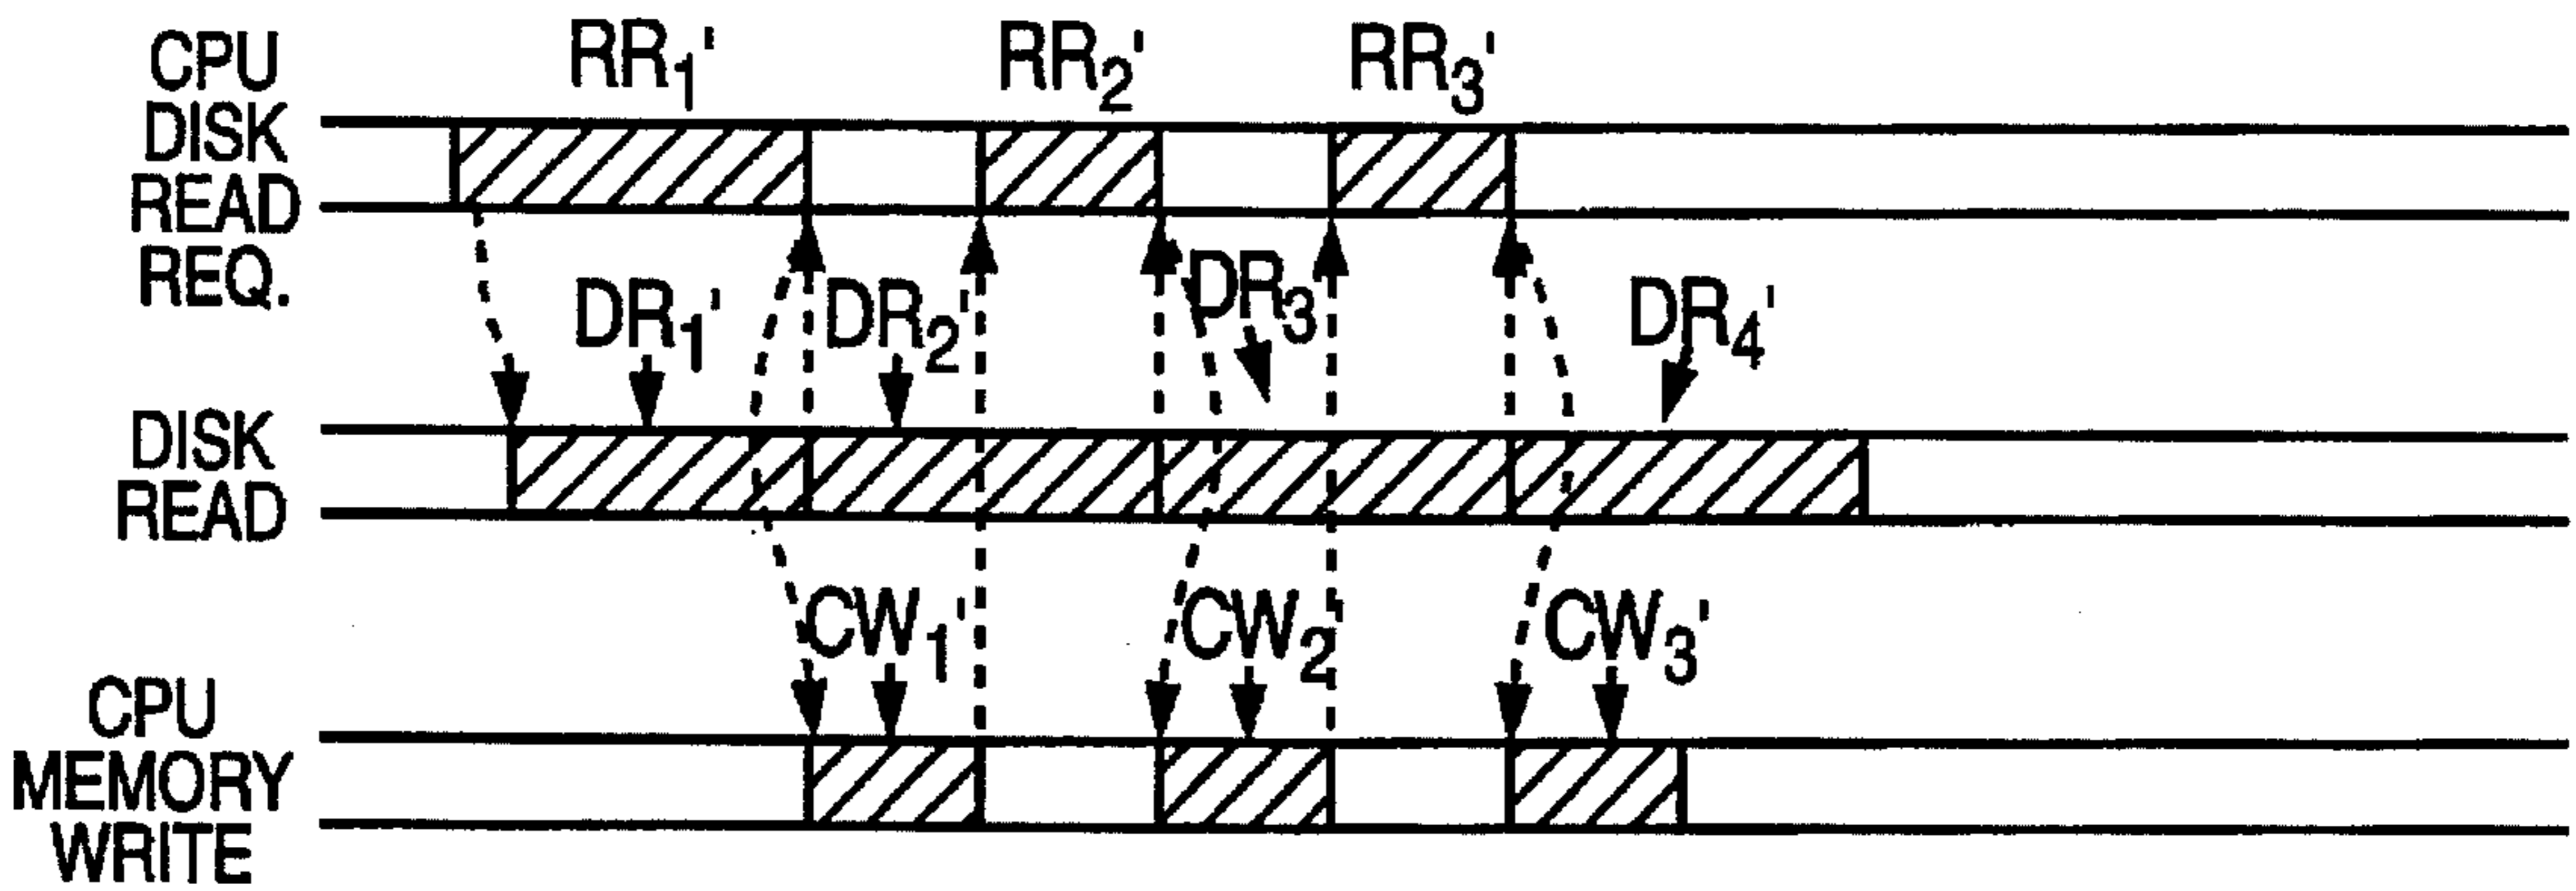 CPU
DISK
READ
REQ.
RR₁'
RR₂'
RR₃'
DR₁'
DR₂'
DR₃
DR₄'
DISK
READ
CW₁'
CW₂'
CW₃'
CPU
MEMORY
WRITE